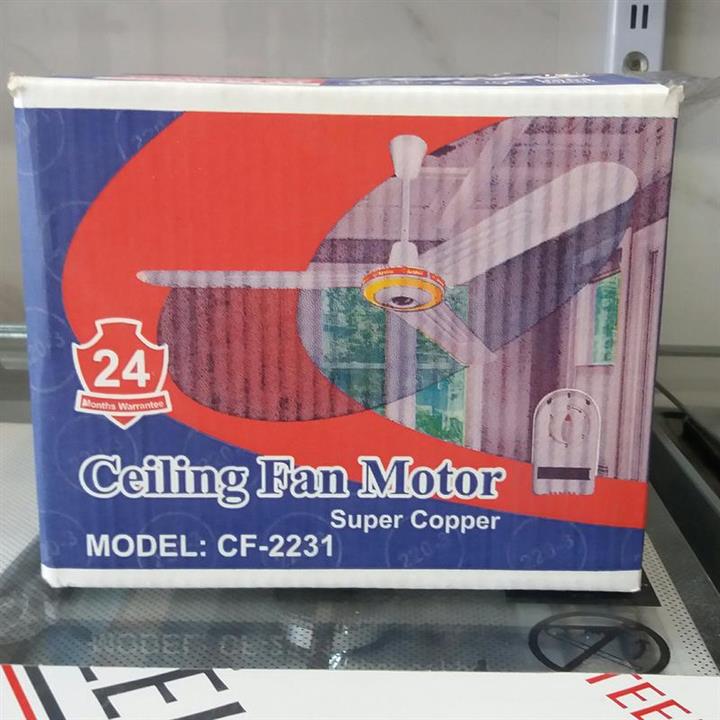 24
Months Warrantee
Ceiling Fan Motor
Super Copper
MODEL: CF-2231